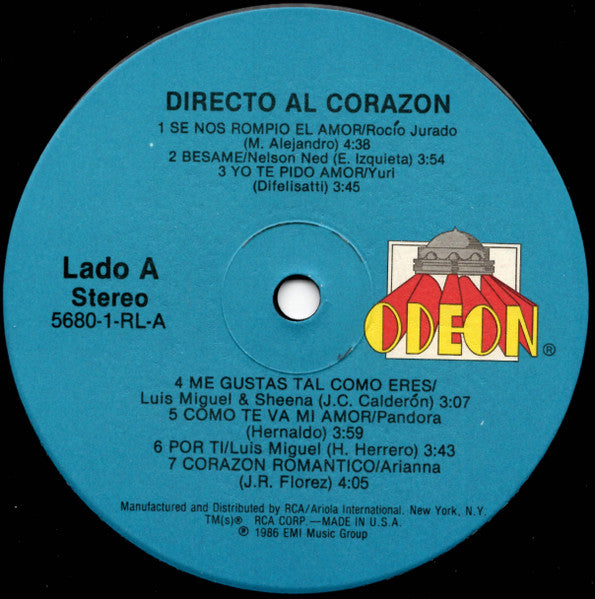 DIRECTO AL CORAZON
1 SE NOS ROMPIO EL AMOR/Rocío Jurado
(M. Alejandro) 4:38
2 BESAME/Nelson Ned (E. Izquieta) 3:54
3 YO TE PIDO AMOR/Yuri
(Difelisatti) 3:45
Lado A
Stereo
5680-1-RL-A
ODEON®
4 ME GUSTAS TAL COMO ERES/
Luis Miguel & Sheena (J.C. Calderón) 3:07
5 COMO TE VA MI AMOR/Pandora
(Hernaldo) 3:59
6 POR TI/Luis Miguel (H. Herrero) 3:43
7 CORAZON ROMANTICO/Arianna
(J.R. Florez) 4:05
Manufactured and Distributed by RCA/Ariola International. New York, N.Y.
TM(s)® RCA CORP.—MADE IN U.S.A.
℗ 1986 EMI Music Group